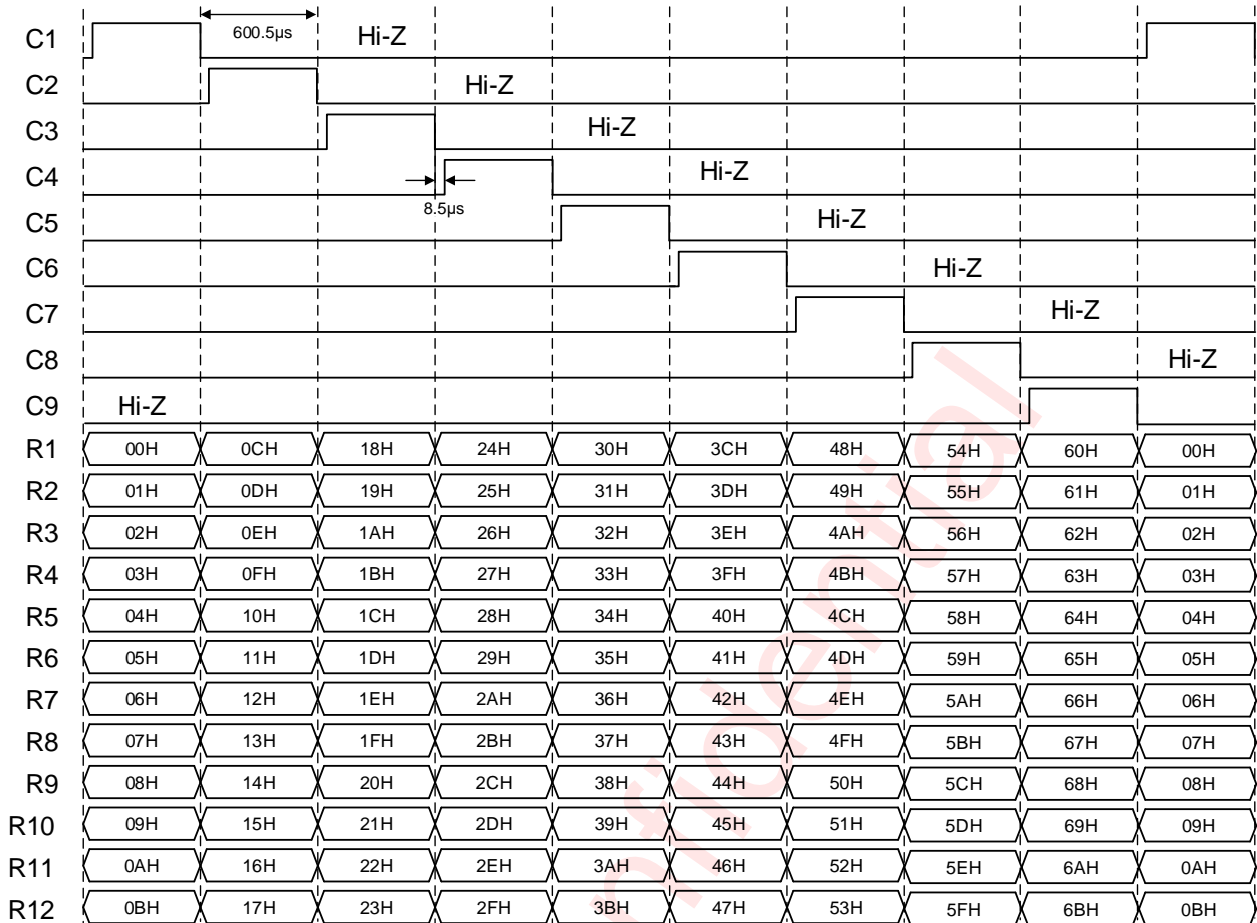 C1 600.5µs Hi-Z
C2 Hi-Z
C3 Hi-Z
C4 Hi-Z
8.5µs
C5 Hi-Z
C6 Hi-Z
C7 Hi-Z
C8 Hi-Z
C9 Hi-Z
R1 00H 0CH 18H 24H 30H 3CH 48H 54H 60H 00H
R2 01H 0DH 19H 25H 31H 3DH 49H 55H 61H 01H
R3 02H 0EH 1AH 26H 32H 3EH 4AH 56H 62H 02H
R4 03H 0FH 1BH 27H 33H 3FH 4BH 57H 63H 03H
R5 04H 10H 1CH 28H 34H 40H 4CH 58H 64H 04H
R6 05H 11H 1DH 29H 35H 41H 4DH 59H 65H 05H
R7 06H 12H 1EH 2AH 36H 42H 4EH 5AH 66H 06H
R8 07H 13H 1FH 2BH 37H 43H 4FH 5BH 67H 07H
R9 08H 14H 20H 2CH 38H 44H 50H 5CH 68H 08H
R10 09H 15H 21H 2DH 39H 45H 51H 5DH 69H 09H
R11 0AH 16H 22H 2EH 3AH 46H 52H 5EH 6AH 0AH
R12 0BH 17H 23H 2FH 3BH 47H 53H 5FH 6BH 0BH
nfidential